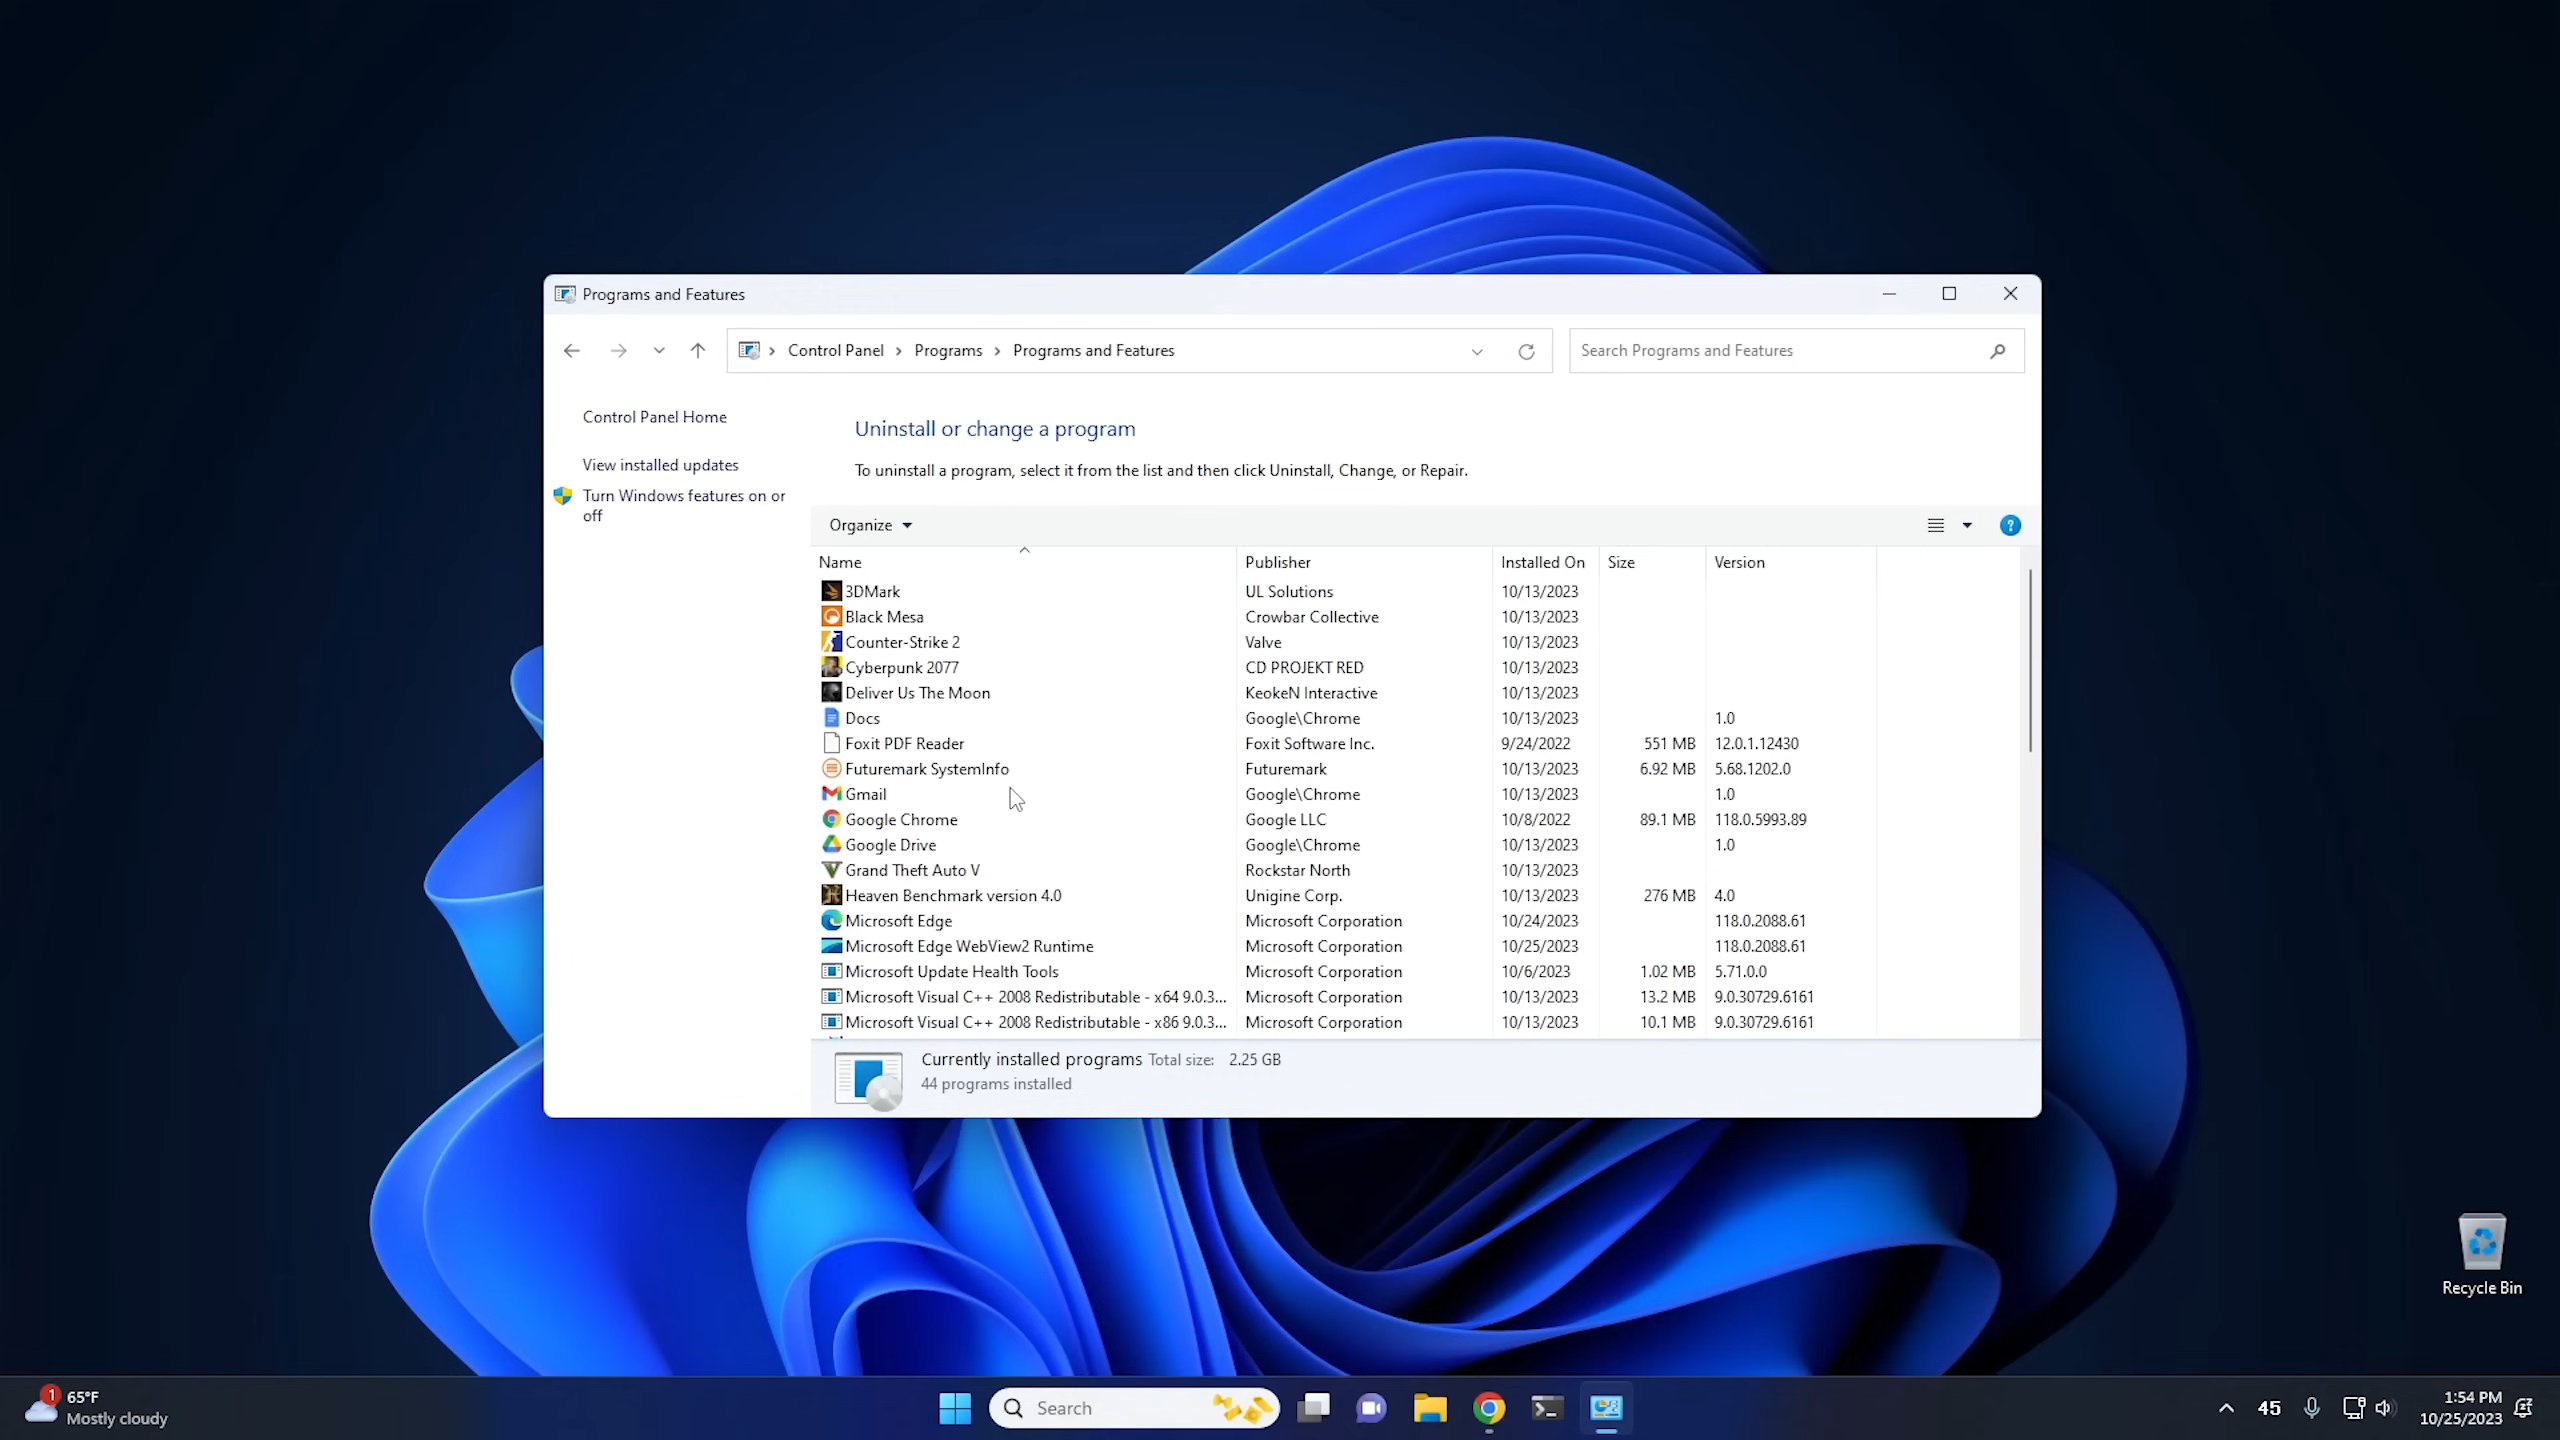 Programs and Features
Control Panel Programs Programs and Features
Search Programs and Features
Control Panel Home
View installed updates
Turn Windows features on or
off
Uninstall or change a program
To uninstall a program, select it from the list and then click Uninstall, Change, or Repair.
Organize
Name Publisher Installed On Size Version
3DMark UL Solutions 10/13/2023
Black Mesa Crowbar Collective 10/13/2023
Counter-Strike 2 Valve 10/13/2023
Cyberpunk 2077 CD PROJEKT RED 10/13/2023
Deliver Us The Moon KeokeN Interactive 10/13/2023
Docs Google\Chrome 10/13/2023 1.0
Foxit PDF Reader Foxit Software Inc. 9/24/2022 551 MB 12.0.1.12430
Futuremark SystemInfo Futuremark 10/13/2023 6.92 MB 5.68.1202.0
Gmail Google\Chrome 10/13/2023 1.0
Google Chrome Google LLC 10/8/2022 89.1 MB 118.0.5993.89
Google Drive Google\Chrome 10/13/2023 1.0
Grand Theft Auto V Rockstar North 10/13/2023
Heaven Benchmark version 4.0 Unigine Corp. 10/13/2023 276 MB 4.0
Microsoft Edge Microsoft Corporation 10/24/2023 118.0.2088.61
Microsoft Edge WebView2 Runtime Microsoft Corporation 10/25/2023 118.0.2088.61
Microsoft Update Health Tools Microsoft Corporation 10/6/2023 1.02 MB 5.71.0.0
Microsoft Visual C++ 2008 Redistributable - x64 9.0.3... Microsoft Corporation 10/13/2023 13.2 MB 9.0.30729.6161
Microsoft Visual C++ 2008 Redistributable - x86 9.0.3... Microsoft Corporation 10/13/2023 10.1 MB 9.0.30729.6161
Currently installed programs Total size: 2.25 GB
44 programs installed
Recycle Bin
1
65°F
Mostly cloudy
Search
45
1:54 PM
10/25/2023